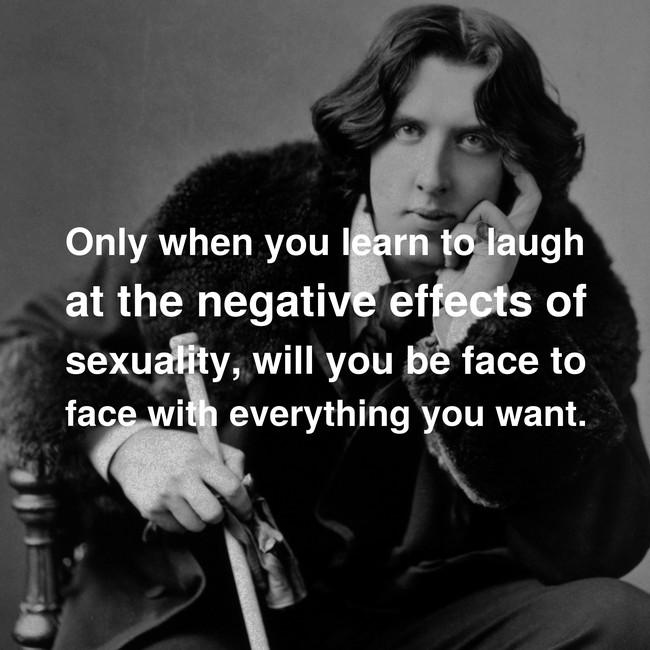 Only when you learn to laugh
at the negative effects of
sexuality, will you be face to
face with everything you want.